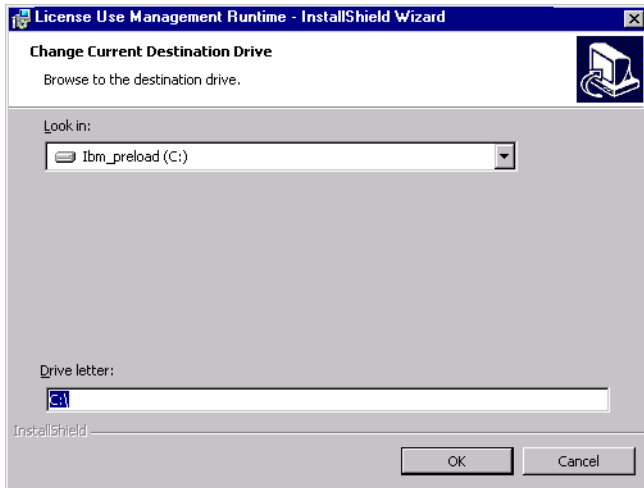 License Use Management Runtime - InstallShield Wizard
Change Current Destination Drive
Browse to the destination drive.
Look in:
Ibm_preload (C:)
Drive letter:
C:\
InstallShield
OK
Cancel